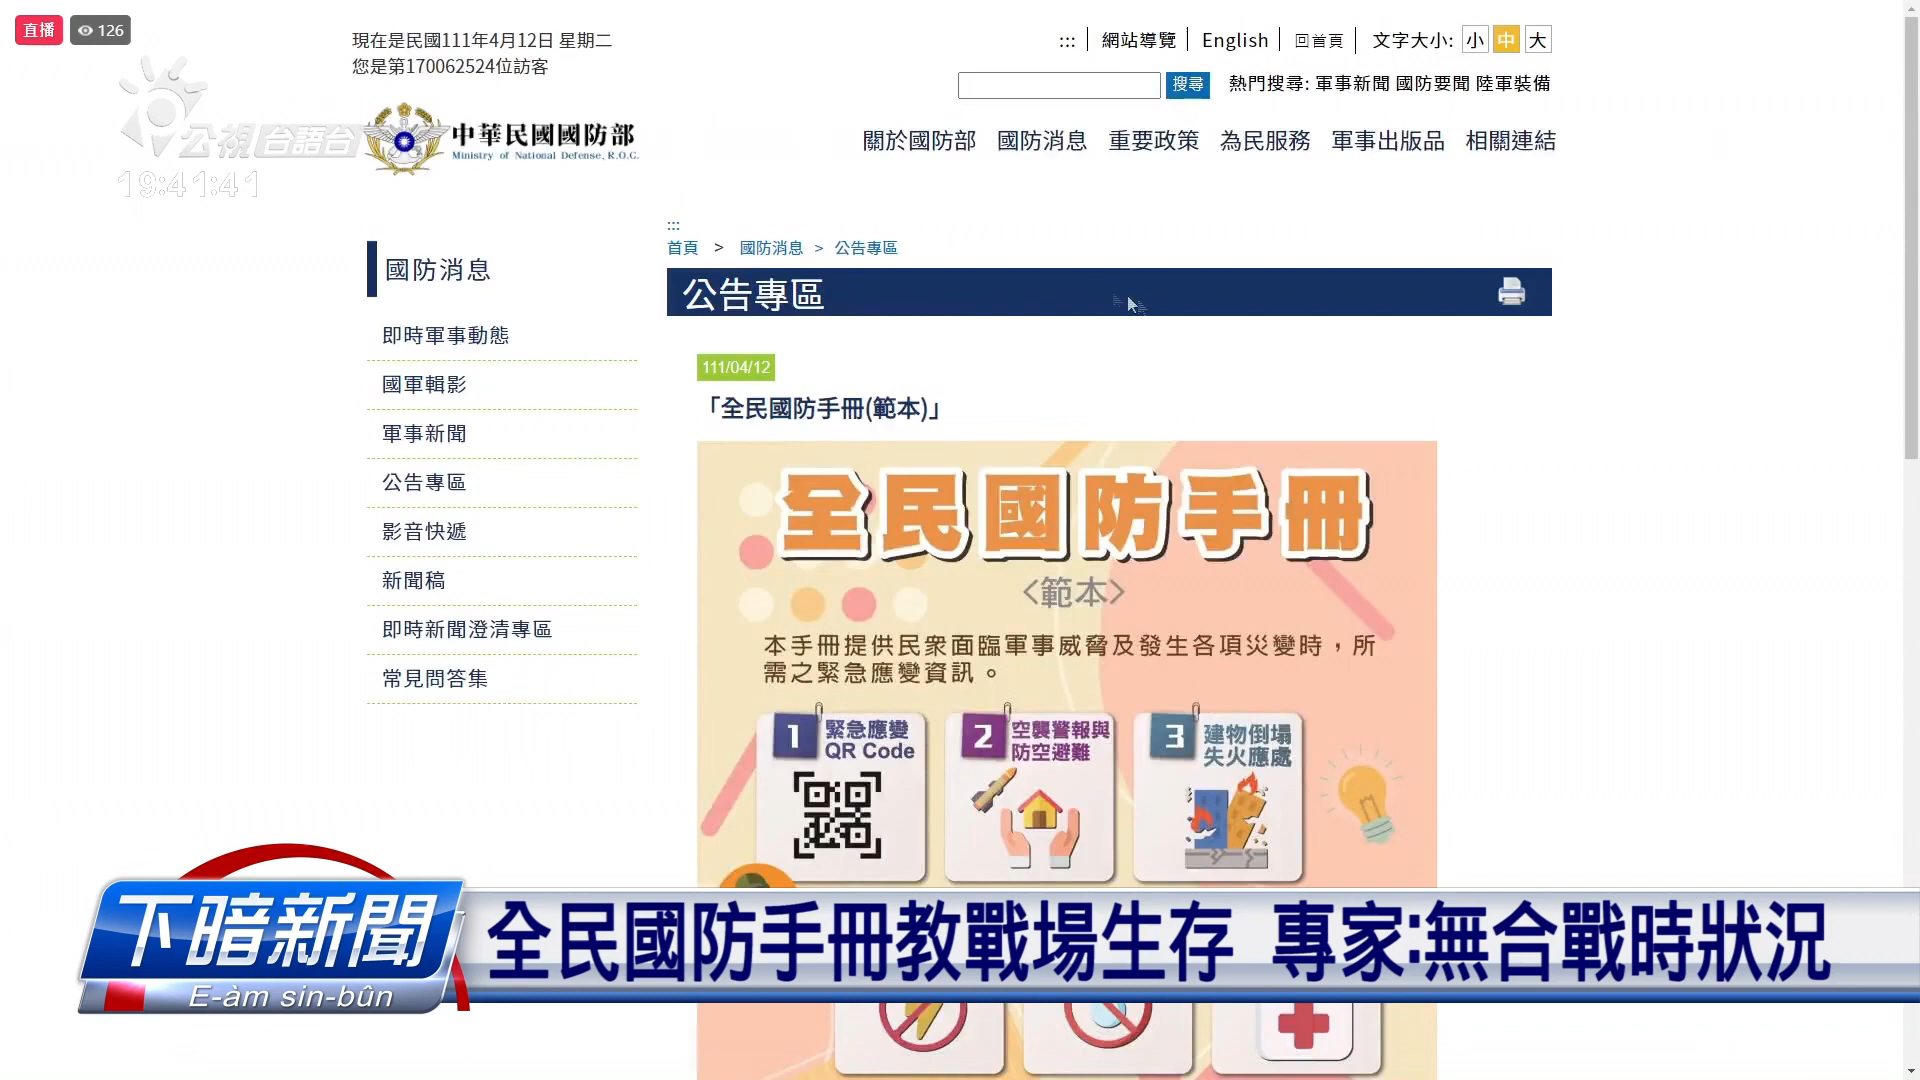 直播 126
現在是民國111年4月12日 星期二
您是第170062524位訪客
::: 網站導覽 English 回首頁 文字大小: 小 中 大
搜尋 熱門搜尋: 軍事新聞 國防要聞 陸軍裝備
公視台語台
19:41:41
中華民國國防部
Ministry of National Defense, R.O.C.
關於國防部 國防消息 重要政策 為民服務 軍事出版品 相關連結
:::
首頁 > 國防消息 > 公告專區
國防消息
即時軍事動態
國軍輯影
軍事新聞
公告專區
影音快遞
新聞稿
即時新聞澄清專區
常見問答集
公告專區
111/04/12
「全民國防手冊(範本)」
全民國防手冊
<範本>
本手冊提供民眾面臨軍事威脅及發生各項災變時，所
需之緊急應變資訊。
1 緊急應變
QR Code
2 空襲警報與
防空避難
3 建物倒塌
失火應處
下暗新聞
E-àm sin-bûn
全民國防手冊教戰場生存 專家:無合戰時狀況